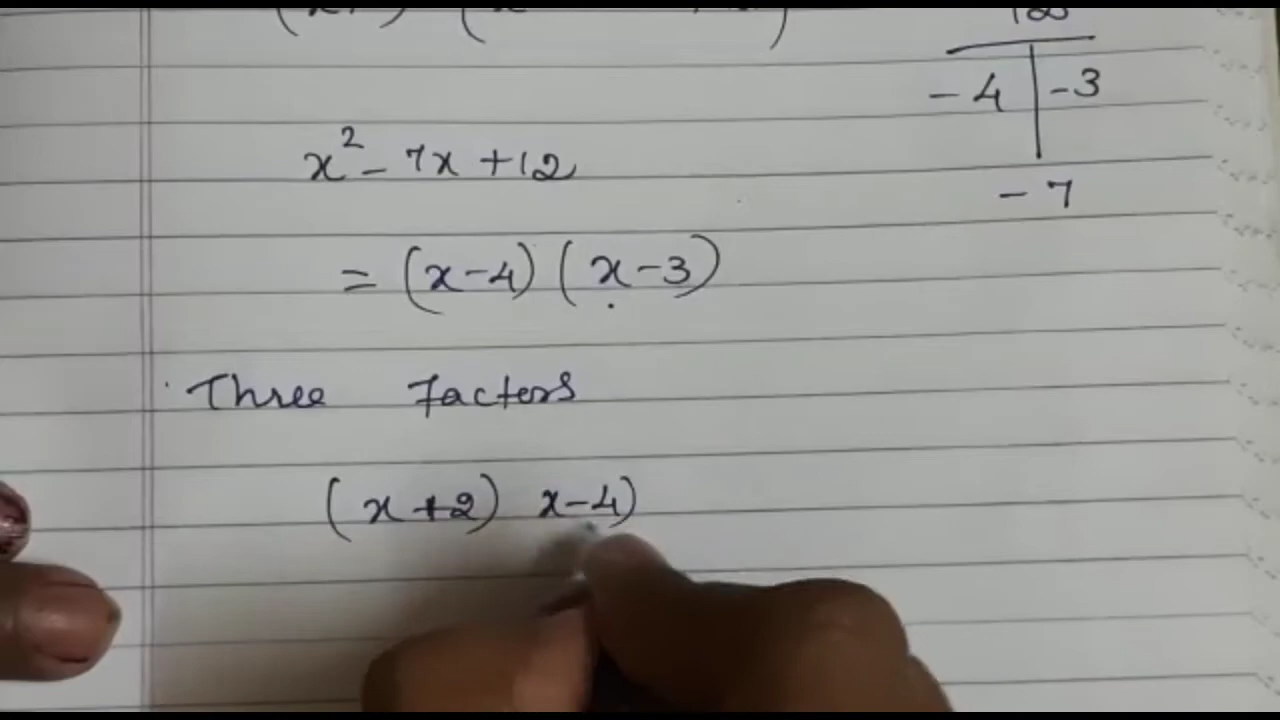 x² - 7x + 12
- 4 | - 3
- 7
= (x - 4) (x - 3)
Three Factors
(x + 2) x - 4)